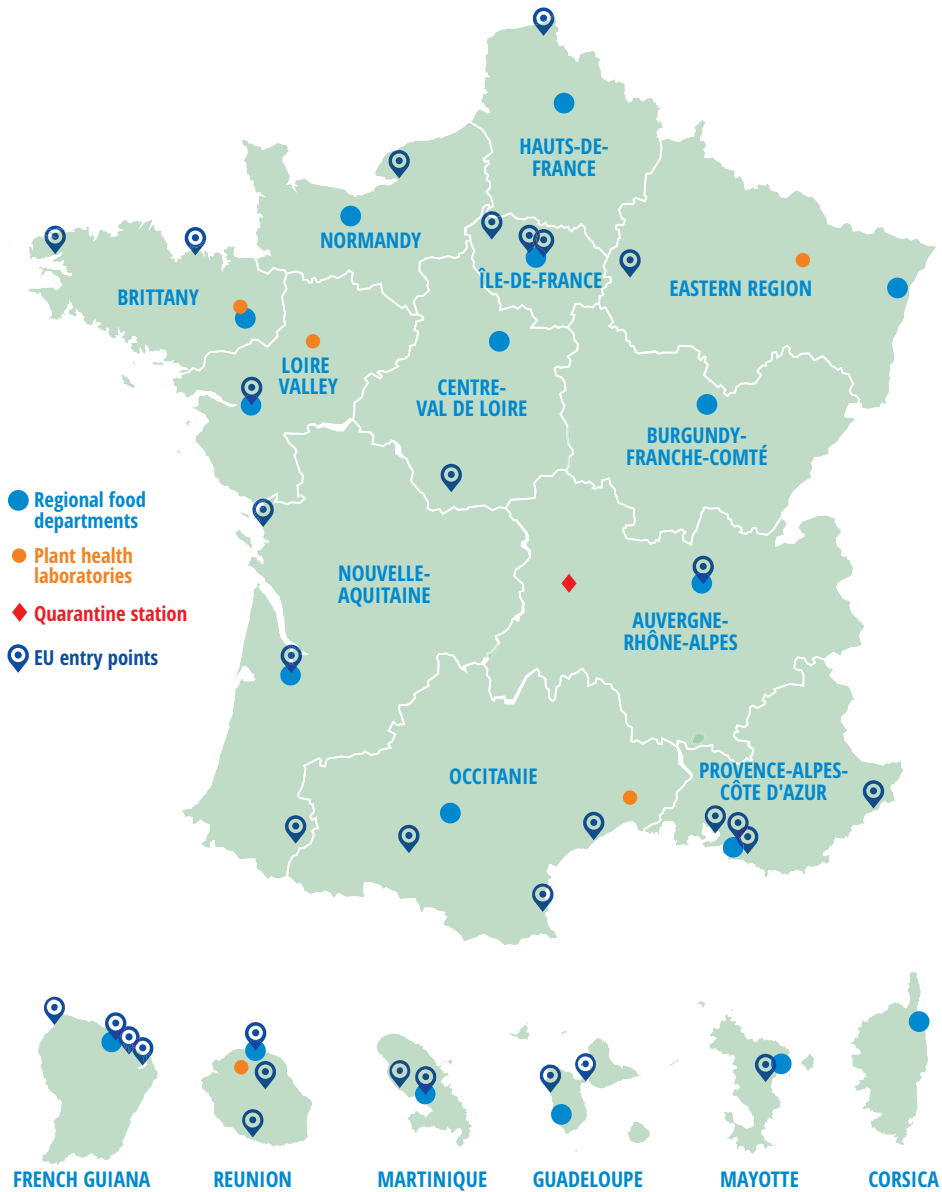 HAUTS-DE-
FRANCE
NORMANDY
ÎLE-DE-FRANCE
EASTERN REGION
BRITTANY
LOIRE
VALLEY
CENTRE-
VAL DE LOIRE
BURGUNDY-
FRANCHE-COMTÉ
Regional food
departments
Plant health
laboratories
Quarantine station
EU entry points
NOUVELLE-
AQUITAINE
AUVERGNE-
RHÔNE-ALPES
OCCITANIE
PROVENCE-ALPES-
CÔTE D'AZUR
FRENCH GUIANA
REUNION
MARTINIQUE
GUADELOUPE
MAYOTTE
CORSICA